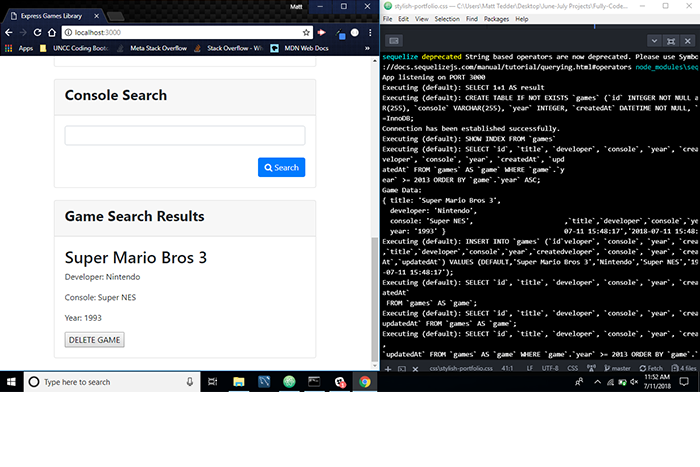 Matt
Express Games Library
localhost:3000
Apps
UNCC Coding Boot
Meta Stack Overflow
Stack Overflow - Wh
MDN Web Docs
Console Search
Search
Game Search Results
Super Mario Bros 3
Developer: Nintendo
Console: Super NES
Year: 1993
DELETE GAME
Type here to search
stylish-portfolio.css — C:\Users\Matt Tedder\Desktop\June-July Projects\Fully-Code...
File Edit View Selection Find Packages Help
sequelize deprecated String based operators are now deprecated. Please use Symbo
://docs.sequelizejs.com/manual/tutorial/querying.html#operators node_modules\seq
App listening on PORT 3000
Executing (default): SELECT 1+1 AS result
Executing (default): CREATE TABLE IF NOT EXISTS `games` (`id` INTEGER NOT NULL a
R(255), `console` VARCHAR(255), `year` INTEGER, `createdAt` DATETIME NOT NULL, `
=InnoDB;
Connection has been established successfully.
Executing (default): SHOW INDEX FROM `games`
Executing (default): SELECT `id`, `title`, `developer`, `console`, `year`, `crea
veloper`, `console`, `year`, `createdAt`, `upd
atedAt` FROM `games` AS `game` WHERE `game`.`y
ear` >= 2013 ORDER BY `game`.`year` ASC;
Game Data:
{ title: 'Super Mario Bros 3',
developer: 'Nintendo',
console: 'Super NES', ,`title`,`developer`,`console`,`ye
year: '1993' } 07-11 15:48:17','2018-07-11 15:48:
Executing (default): INSERT INTO `games` (`id`veloper`, `console`, `year`, `crea
,`title`,`developer`,`console`,`year`,`createdveloper`, `console`, `year`, `crea
At`,`updatedAt`) VALUES (DEFAULT,'Super Mario Bros 3','Nintendo','Super NES','19
-07-11 15:48:17');
Executing (default): SELECT `id`, `title`, `developer`, `console`, `year`, `crea
atedAt`
FROM `games` AS `game`;
Executing (default): SELECT `id`, `title`, `developer`, `console`, `year`, `crea
updatedAt` FROM `games` AS `game`;
Executing (default): SELECT `id`, `title`, `developer`, `console`, `year`, `crea
,
`updatedAt` FROM `games` AS `game` WHERE `game`.`year` >= 2013 ORDER BY `game`.`
css\stylish-portfolio.css 41:1 LF UTF-8 CSS master Fetch 4 files
11:52 AM
7/11/2018